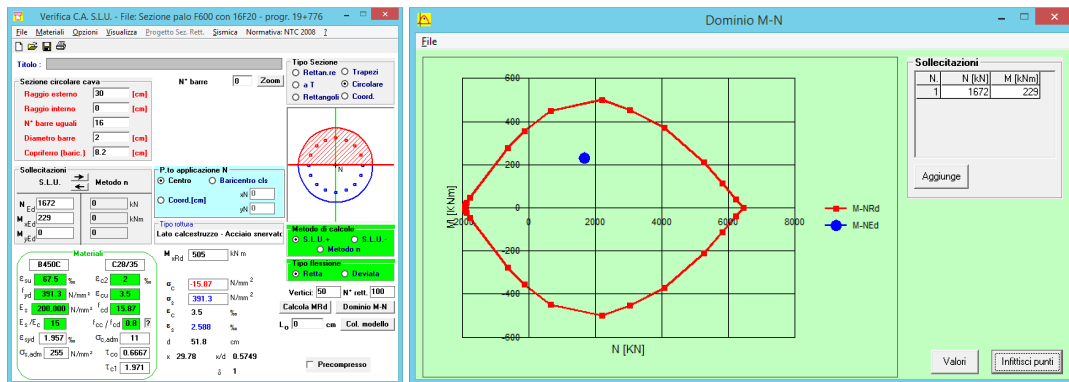 Verifica C.A. S.L.U. - File: Sezione palo F600 con 16F20 - progr. 19+776
File Materiali Opzioni Visualizza Progetto Sez. Rett. Sismica Normativa: NTC 2008 ?
Titolo :
Sezione circolare cava
Raggio esterno 30 [cm]
Raggio interno 0 [cm]
N° barre uguali 16
Diametro barre 2 [cm]
Copriferro (baric.) 8.2 [cm]
N° barre 0 Zoom
Tipo Sezione
Rettan.re Trapezi
a T Circolare
Rettangoli Coord.
N
Sollecitazioni
S.L.U. Metodo n
N Ed 1672 0 kN
M xEd 229 0 kNm
M yEd 0 0
P.to applicazione N
Centro Baricentro cls
Coord.[cm] xN 0
yN 0
Tipo rottura
Lato calcestruzzo - Acciaio snervato
Metodo di calcolo
S.L.U.+ S.L.U.-
Metodo n
Tipo flessione
Retta Deviata
Materiali
B450C C28/35
εsu 67.5 ‰ εc2 2 ‰
fyd 391.3 N/mm² εcu 3.5
Es 200,000 N/mm² fcd 15.87
Es/Ec 15 fcc/fcd 0.8 ?
εsyd 1.957 ‰ σc,adm 11
σs,adm 255 N/mm² τco 0.6667
τc1 1.971
M xRd 505 kN m
σc -15.87 N/mm²
σs 391.3 N/mm²
εc 3.5 ‰
εs 2.588 ‰
d 51.8 cm
x 29.78 x/d 0.5749
δ 1
Vertici: 50 N° rett. 100
Calcola MRd Dominio M-N
Lo 0 cm Col. modello
Precompresso
Dominio M-N
File
600
400
200
0
-200
-400
-600
-2000 0 2000 4000 6000 8000
M [KNm]
N [KN]
M-NRd
M-NEd
Sollecitazioni
N. N [kN] M [kNm]
1 1672 229
Aggiunge
Valori Infittisci punti